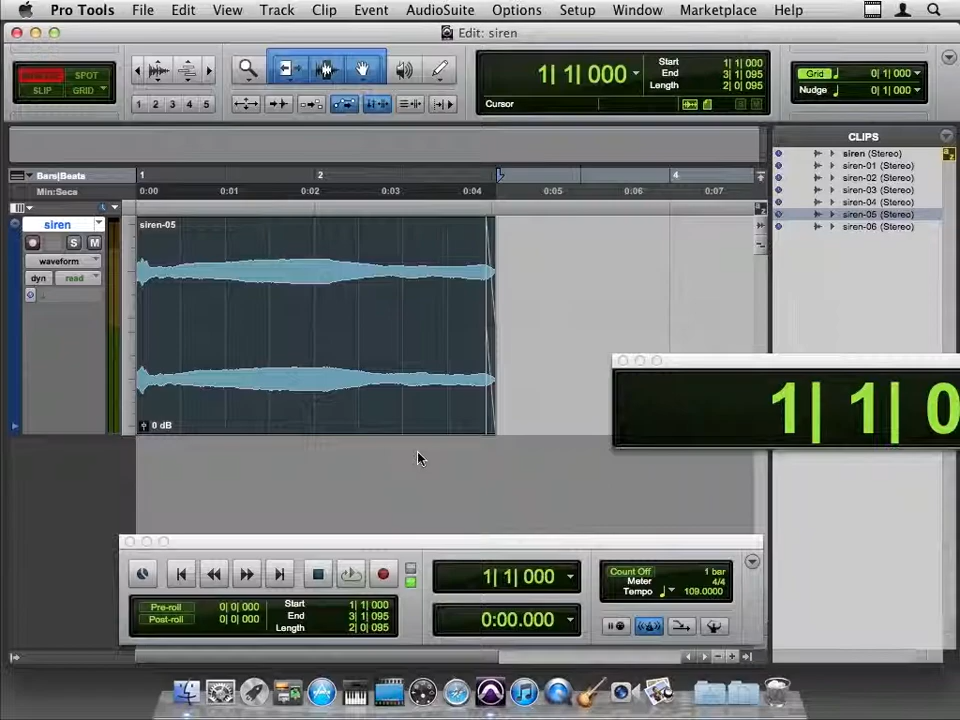 Pro Tools File Edit View Track Clip Event AudioSuite Options Setup Window Marketplace Help
Edit: siren
SPOT
SLIP GRID
1 2 3 4 5
1| 1| 000
Start 1| 1| 000
End 3| 1| 095
Length 2| 0| 095
Cursor
Grid 0| 1| 000
Nudge 0| 1| 000
CLIPS
Bars|Beats 1 2 4
Min:Secs 0:00 0:01 0:02 0:03 0:04 0:05 0:06 0:07
siren
S M
waveform
dyn read
siren-05
0 dB
siren (Stereo)
siren-01 (Stereo)
siren-02 (Stereo)
siren-03 (Stereo)
siren-04 (Stereo)
siren-05 (Stereo)
siren-06 (Stereo)
1| 1| 0
Pre-roll 0| 0| 000
Post-roll 0| 0| 000
Start 1| 1| 000
End 3| 1| 095
Length 2| 0| 095
1| 1| 000
0:00.000
Count Off 1 bar
Meter 4/4
Tempo 109.0000